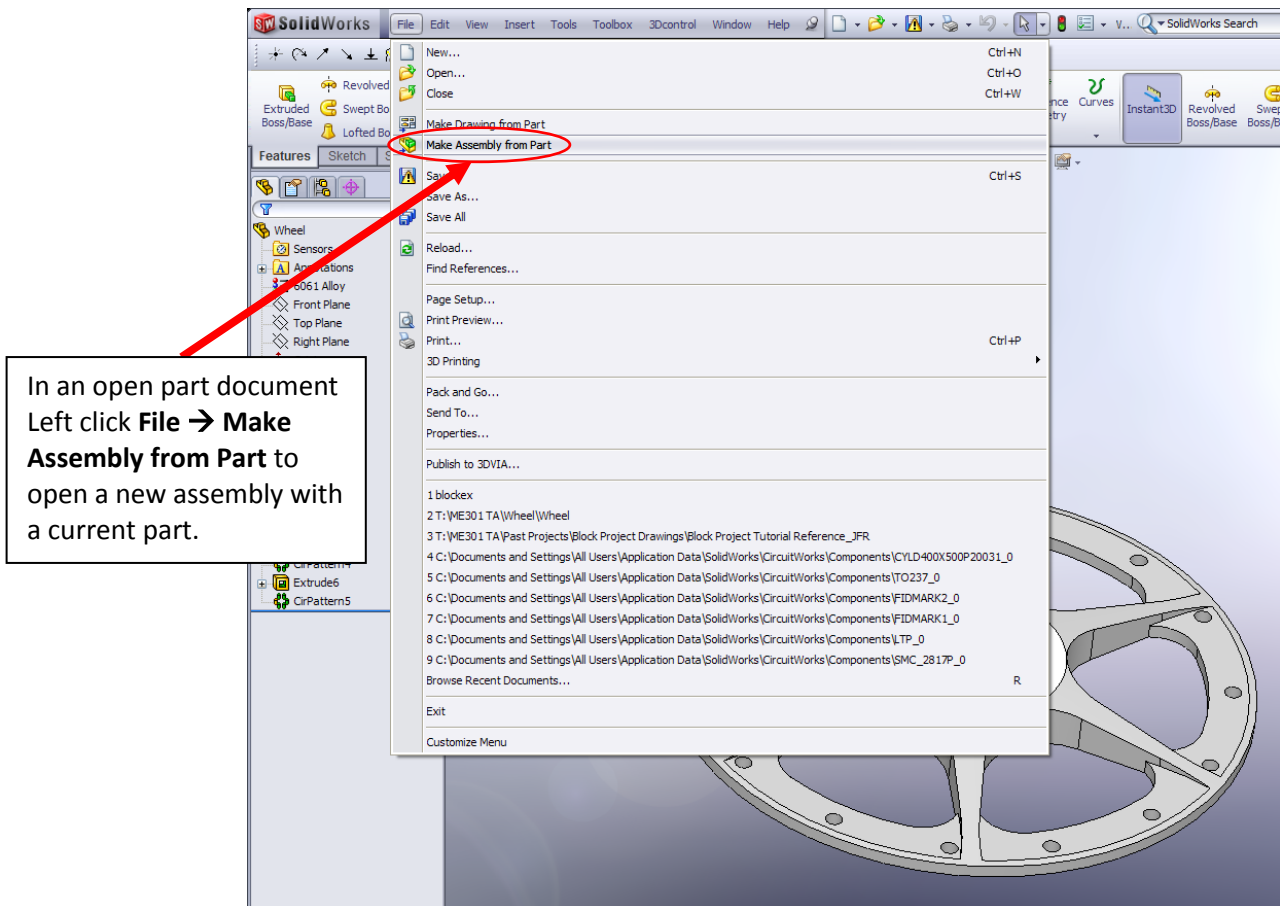 SolidWorks File Edit View Insert Tools Toolbox 3Dcontrol Window Help V.. SolidWorks Search
Revolved
Extruded Boss/Base
Swept Bo
Lofted Bo
Curves
Instant3D
Revolved Boss/Base
Features Sketch
Wheel
Sensors
6061 Alloy
Front Plane
Top Plane
Right Plane
CirPattern4
Extrude6
CirPattern5
New... Ctrl+N
Open... Ctrl+O
Close Ctrl+W
Make Drawing from Part
Make Assembly from Part
Save Ctrl+S
Save As...
Save All
Reload...
Find References...
Page Setup...
Print Preview...
Print... Ctrl+P
3D Printing
Pack and Go...
Send To...
Properties...
Publish to 3DVIA...
1 blockex
2 T:\ME301 TA\Wheel\Wheel
3 T:\ME301 TA\Past Projects\Block Project Drawings\Block Project Tutorial Reference_JFR
4 C:\Documents and Settings\All Users\Application Data\SolidWorks\CircuitWorks\Components\CYLD400X500P20031_0
5 C:\Documents and Settings\All Users\Application Data\SolidWorks\CircuitWorks\Components\TO237_0
6 C:\Documents and Settings\All Users\Application Data\SolidWorks\CircuitWorks\Components\FIDMARK2_0
7 C:\Documents and Settings\All Users\Application Data\SolidWorks\CircuitWorks\Components\FIDMARK1_0
8 C:\Documents and Settings\All Users\Application Data\SolidWorks\CircuitWorks\Components\LTP_0
9 C:\Documents and Settings\All Users\Application Data\SolidWorks\CircuitWorks\Components\SMC_2817P_0
Browse Recent Documents... R
Exit
Customize Menu
In an open part document
Left click File → Make
Assembly from Part to
open a new assembly with
a current part.